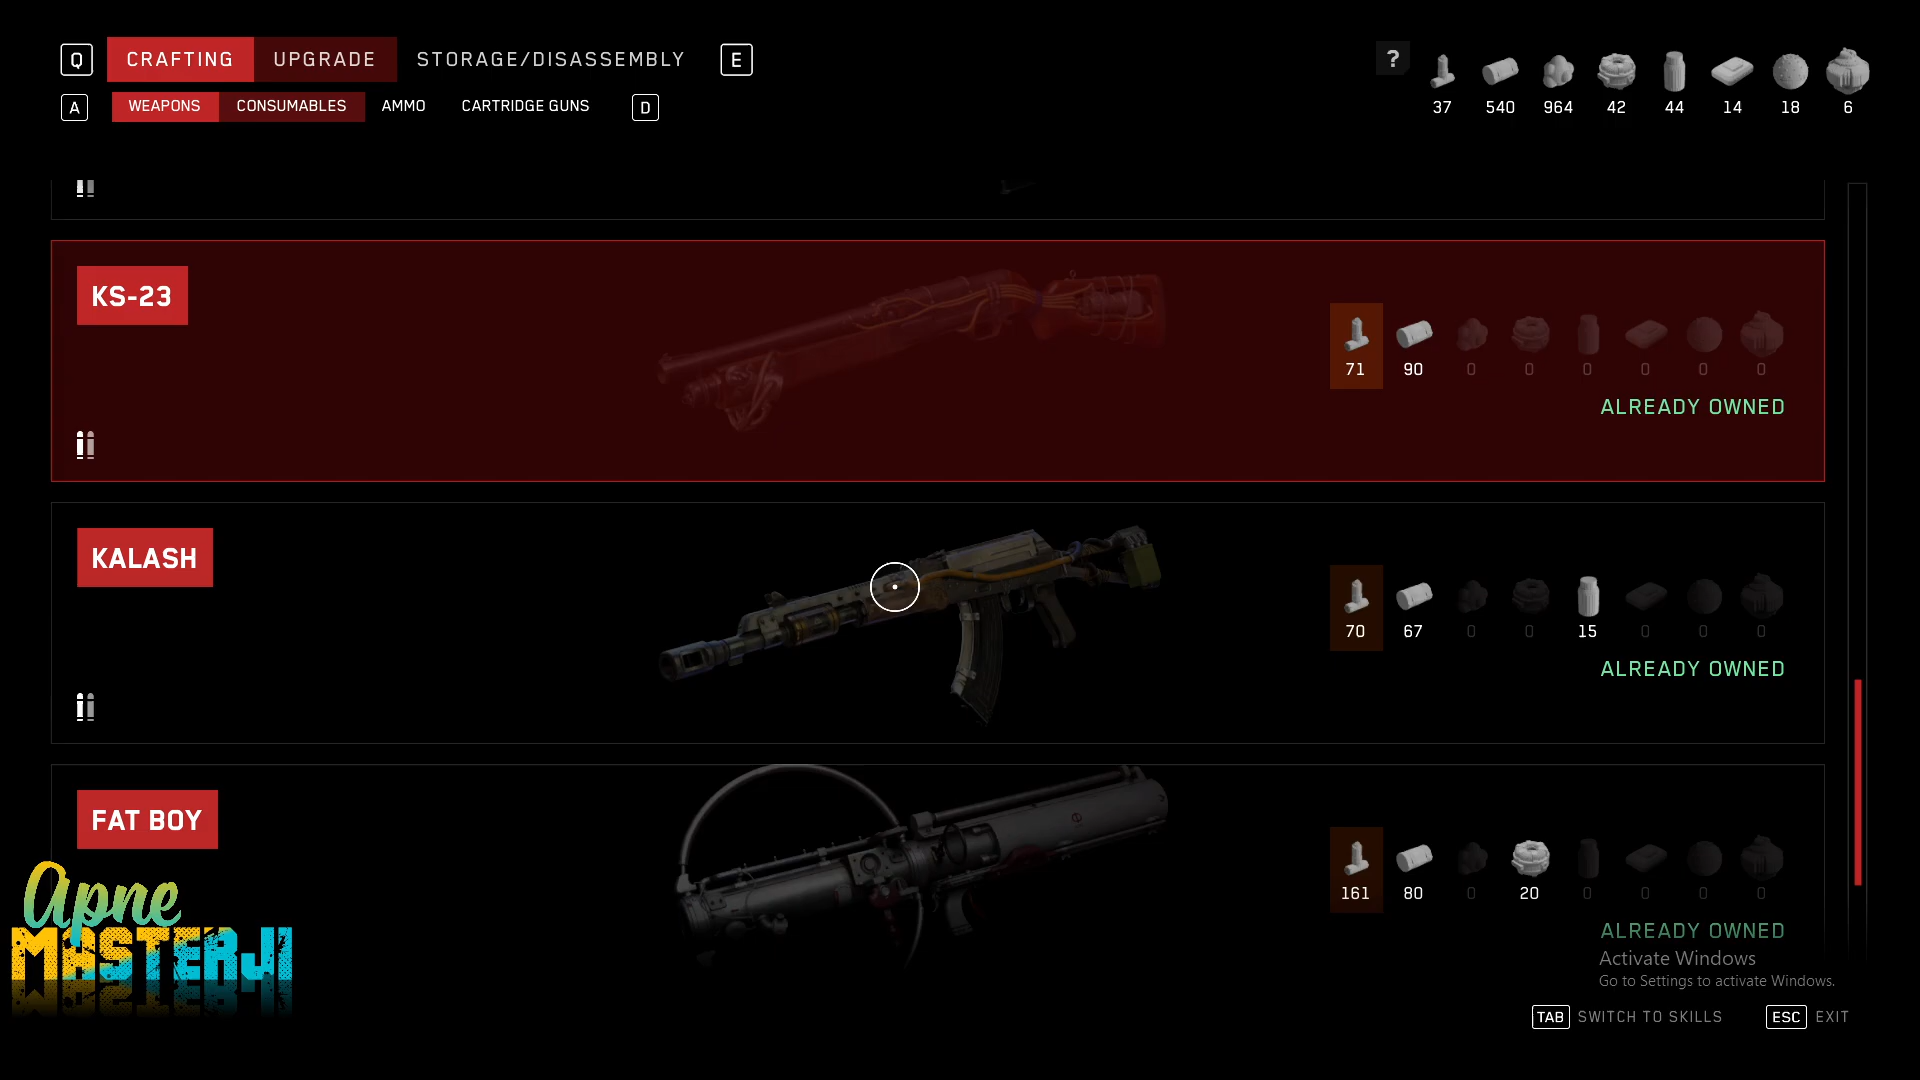 Q CRAFTING UPGRADE STORAGE/DISASSEMBLY E
A WEAPONS CONSUMABLES AMMO CARTRIDGE GUNS D
?
37 540 964 42 44 14 18 6
KS-23
71 90 0 0 0 0 0 0
ALREADY OWNED
KALASH
70 67 0 0 15 0 0 0
ALREADY OWNED
FAT BOY
161 80 0 20 0 0 0 0
ALREADY OWNED
Apne
MASTERJI
Activate Windows
Go to Settings to activate Windows.
TAB SWITCH TO SKILLS ESC EXIT